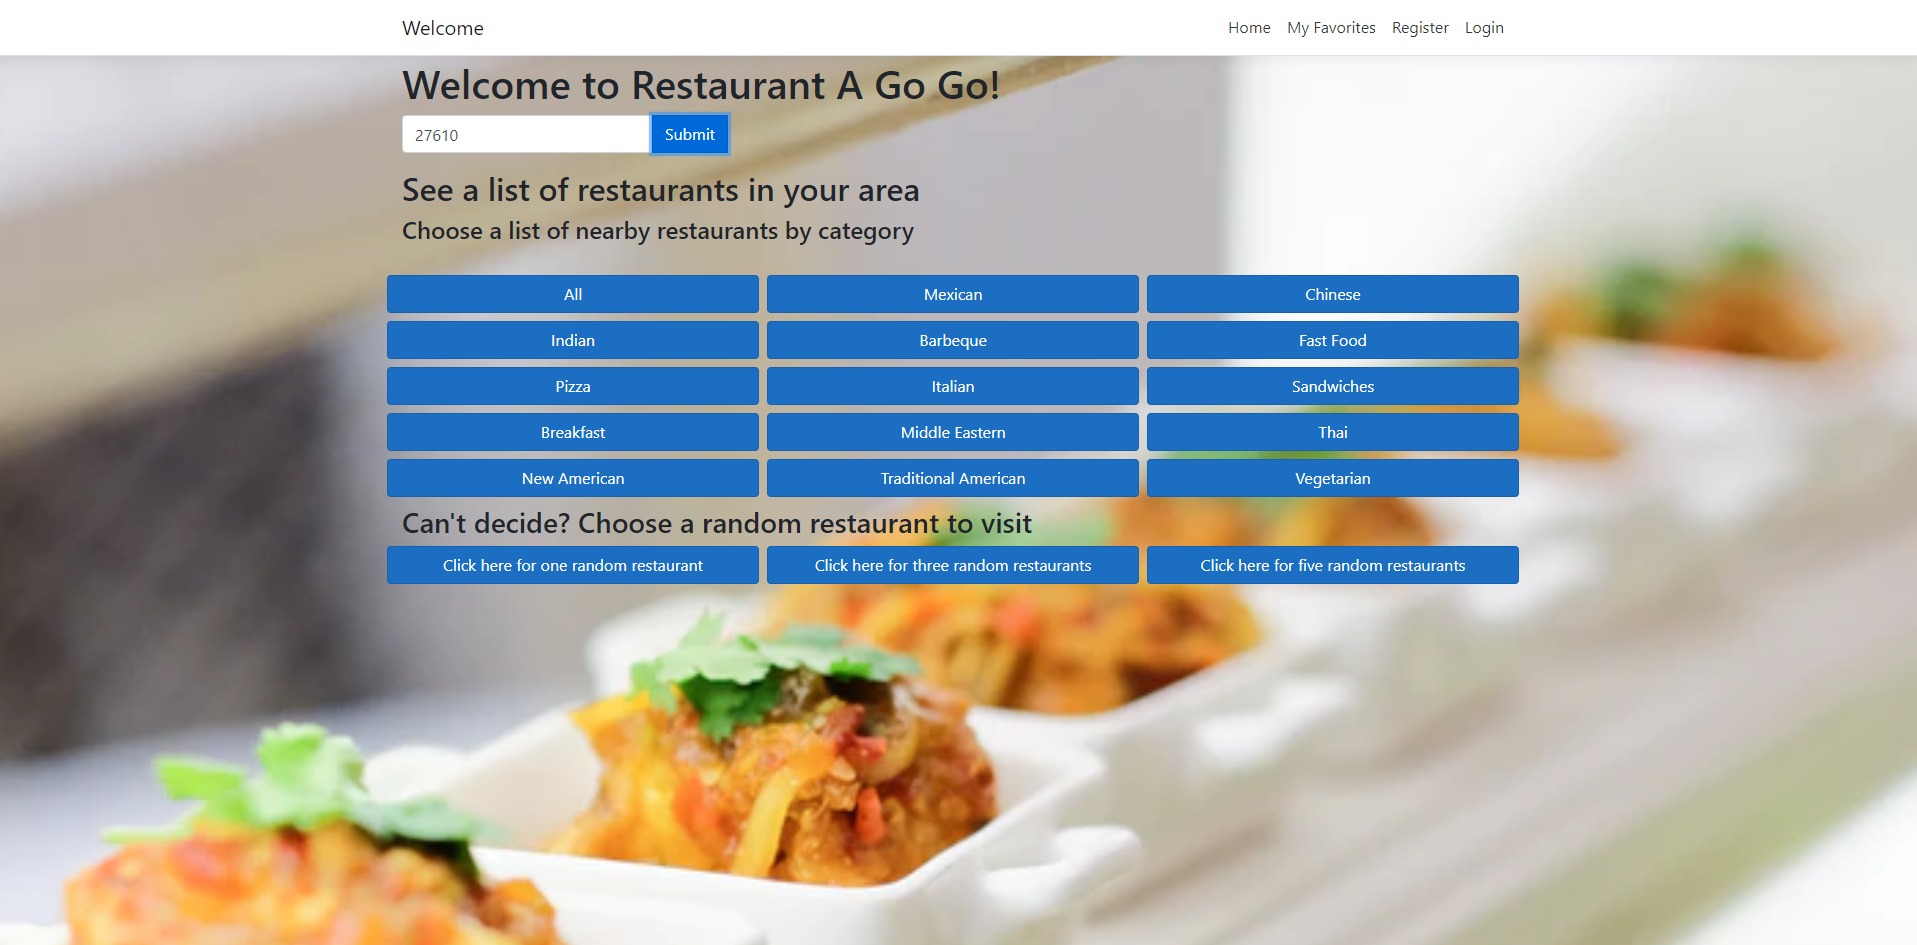 Welcome Home My Favorites Register Login
Welcome to Restaurant A Go Go!
27610 Submit
See a list of restaurants in your area
Choose a list of nearby restaurants by category
All Mexican Chinese
Indian Barbeque Fast Food
Pizza Italian Sandwiches
Breakfast Middle Eastern Thai
New American Traditional American Vegetarian
Can't decide? Choose a random restaurant to visit
Click here for one random restaurant Click here for three random restaurants Click here for five random restaurants